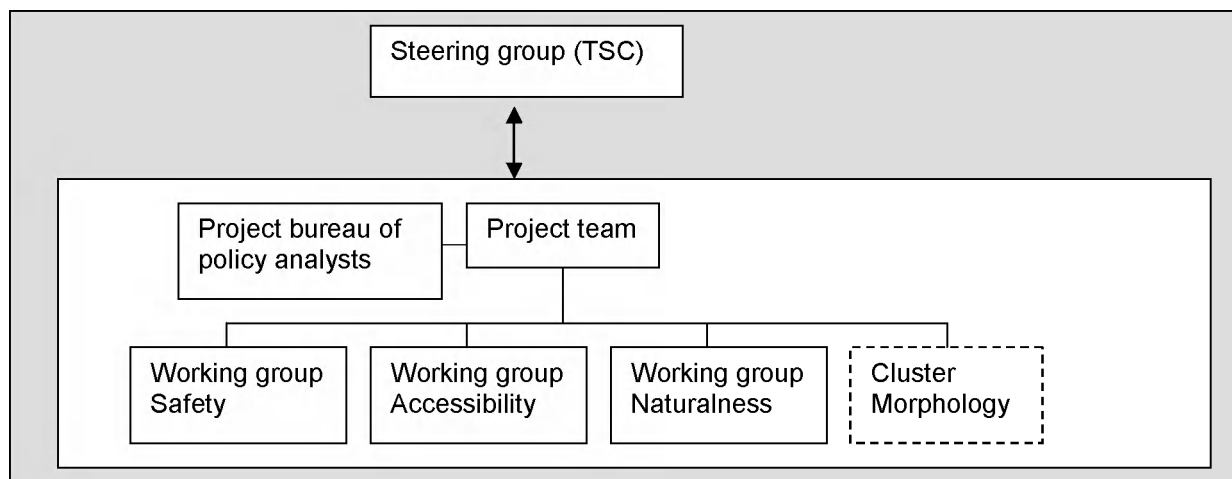 Steering group (TSC)
Project bureau of
policy analysts
Project team
Working group
Safety
Working group
Accessibility
Working group
Naturalness
Cluster
Morphology